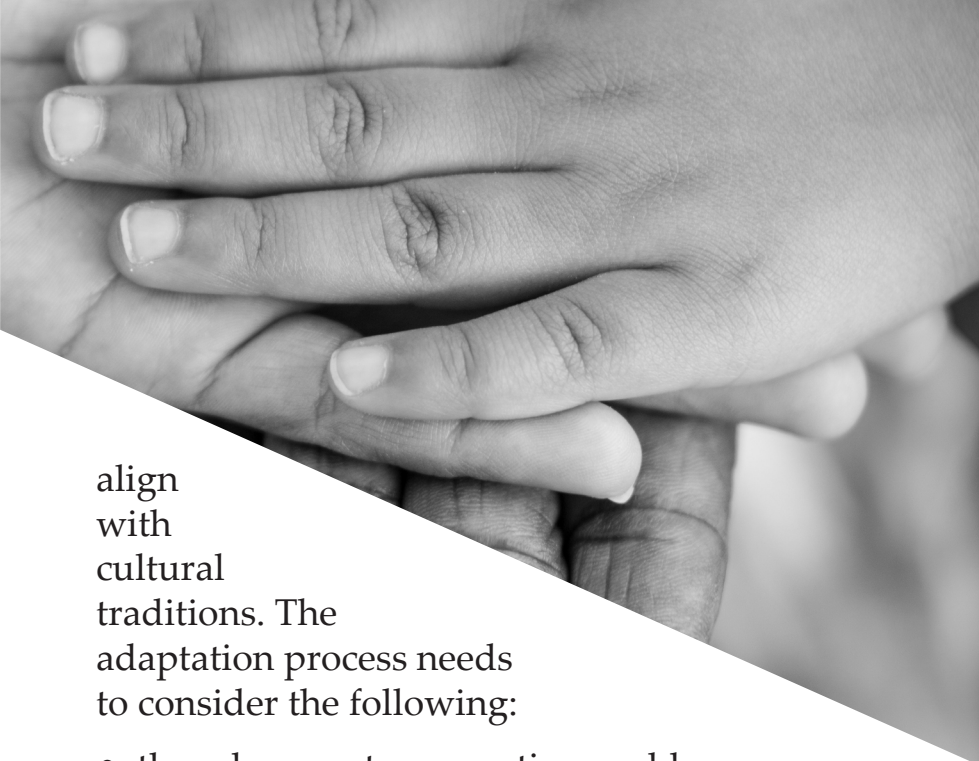 align
with
cultural
traditions. The
adaptation process needs
to consider the following: